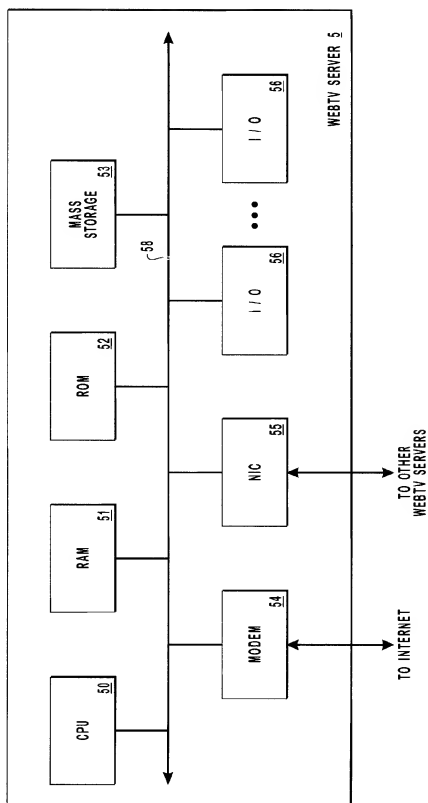 CPU
50
RAM
51
ROM
52
MASS
STORAGE
53
58
MODEM
54
NIC
55
I / O
56
I / O
56
WEBTV SERVER 5
TO INTERNET
TO OTHER
WEBTV SERVERS